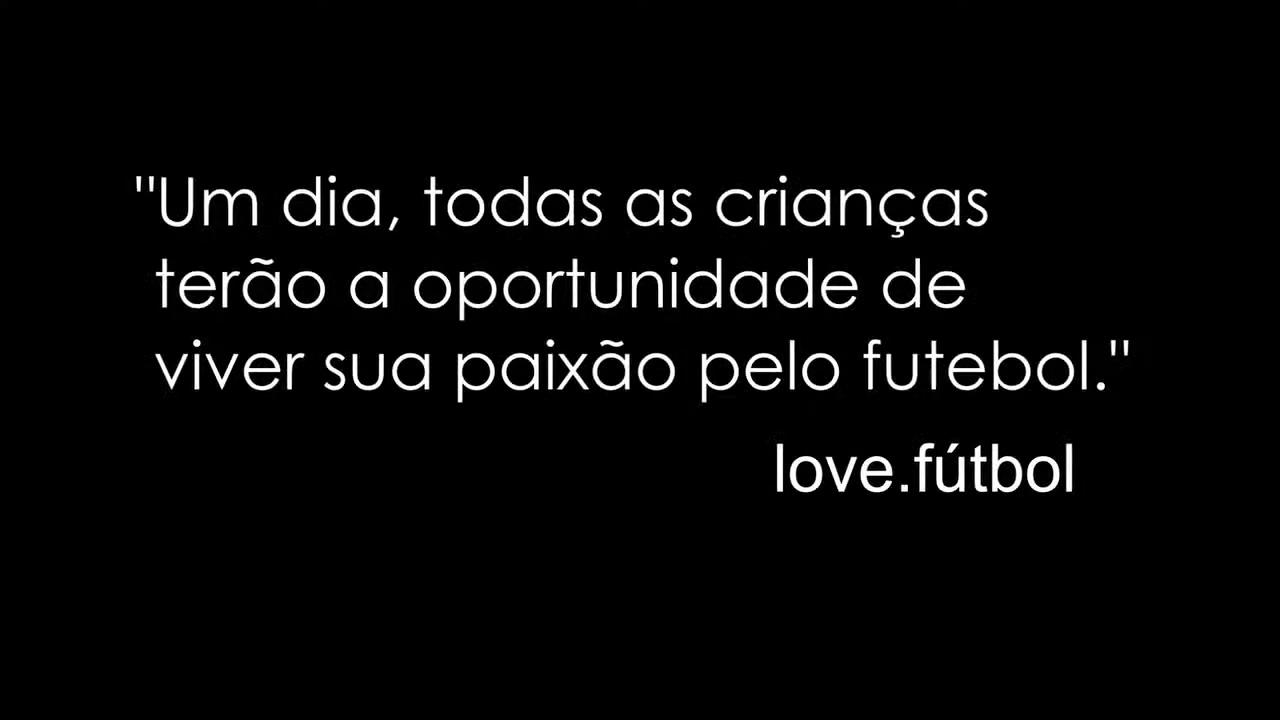 "Um dia, todas as crianças
terão a oportunidade de
viver sua paixão pelo futebol."
love.fútbol